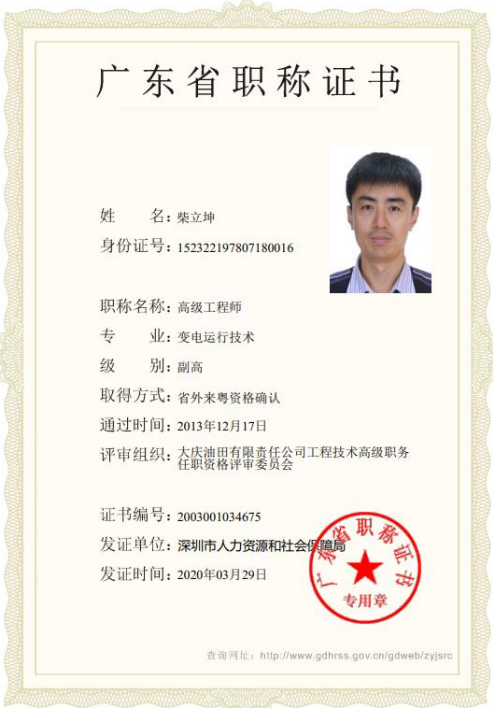 广东省职称证书
姓 名：柴立坤
身份证号：152322197807180016
职称名称：高级工程师
专 业：变电运行技术
级 别：副高
取得方式：省外来粤资格确认
通过时间：2013年12月17日
评审组织：大庆油田有限责任公司工程技术高级职务
任职资格评审委员会
证书编号：2003001034675
发证单位：深圳市人力资源和社会保障局
发证时间：2020年03月29日
广东省职称证书
专用章
查询网址：http://www.gdhrss.gov.cn/gdweb/zyjsrc